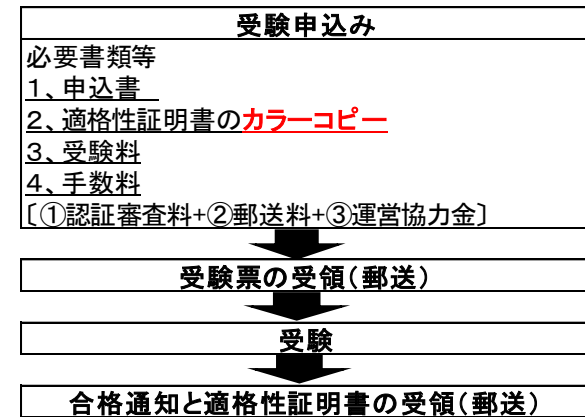 受験申込み
必要書類等
1、申込書
2、適格性証明書のカラーコピー
3、受験料
4、手数料
〔①認証審査料+②郵送料+③運営協力金〕
受験票の受領(郵送)
受験
合格通知と適格性証明書の受領(郵送)